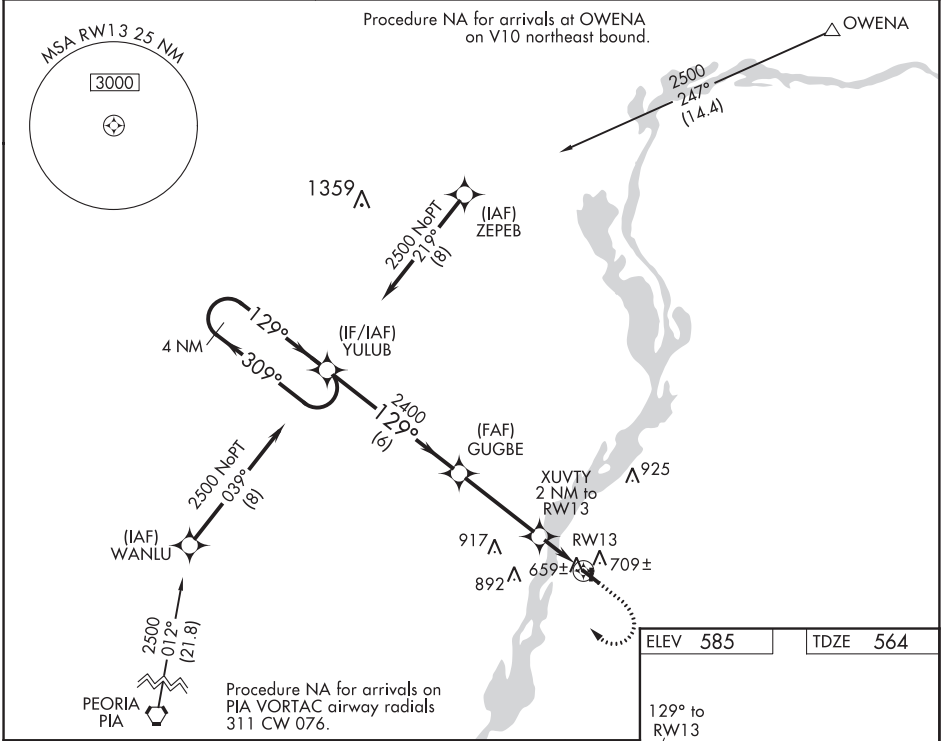 Procedure NA for arrivals at OWENA
on V10 northeast bound.
MSA RW13 25 NM
3000
OWENA
2500
247°
(14.4)
1359
(IAF)
ZEPEB
2500 NoPT
219°
(8)
129°
4 NM
309°
(IF/IAF)
YULUB
2400
129°
(6)
(FAF)
GUGBE
2500 NoPT
039°
(8)
XUVTY
2 NM to
RW13
925
(IAF)
WANLU
917
RW13
892
659±
709±
2500
012°
(21.8)
PEORIA
PIA
Procedure NA for arrivals on
PIA VORTAC airway radials
311 CW 076.
ELEV 585
TDZE 564
129° to
RW13